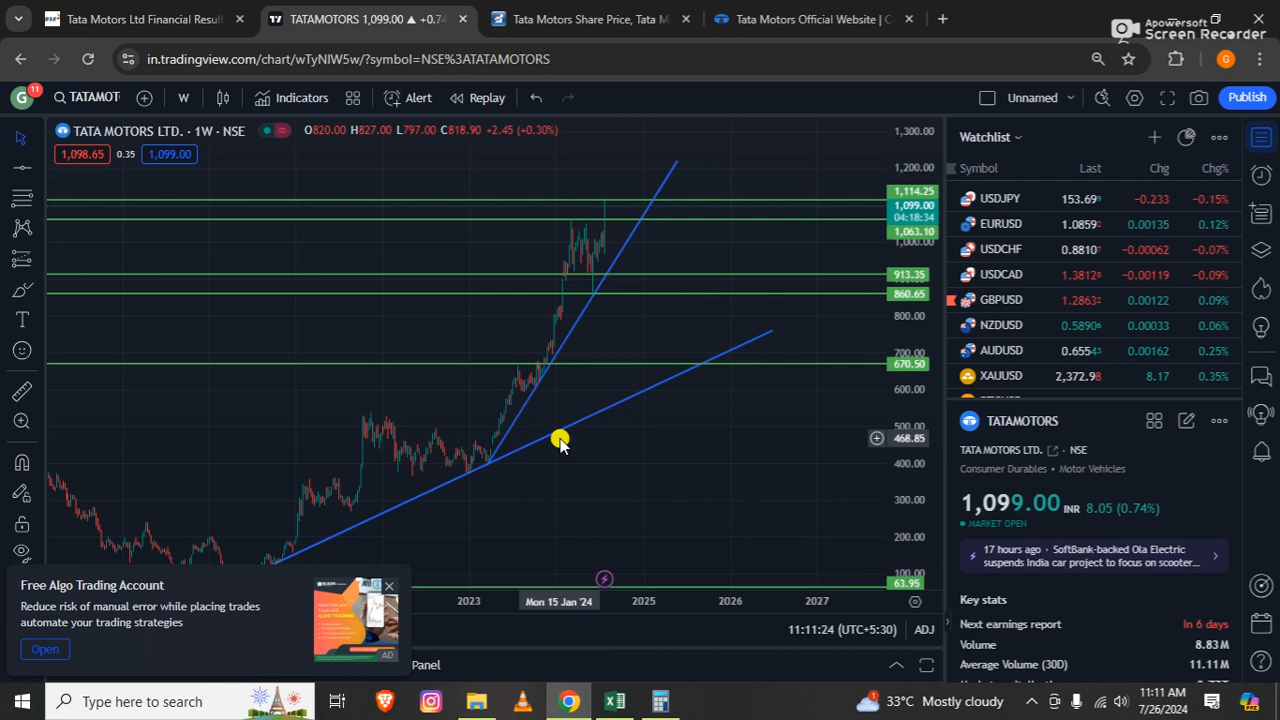 Tata Motors Ltd Financial Result
TATAMOTORS 1,099.00 ▲ +0.74
Tata Motors Share Price, Tata M
Tata Motors Official Website | C
Apowersoft
Screen Recorder
in.tradingview.com/chart/wTyNIW5w/?symbol=NSE%3ATATAMOTORS
G
G
11
TATAMOT
W
Indicators
Alert
Replay
Unnamed
Publish
TATA MOTORS LTD. · 1W · NSE
O820.00 H827.00 L797.00 C818.90 +2.45 (+0.30%)
1,098.65
0.35
1,099.00
1,300.00
1,200.00
1,114.25
1,099.00
04:18:34
1,063.10
1,000.00
913.35
860.65
800.00
700.00
670.50
600.00
500.00
468.85
400.00
300.00
200.00
100.00
63.95
2023
Mon 15 Jan '24
2025
2026
2027
11:11:24 (UTC+5:30)
ADJ
Panel
Free Algo Trading Account
Reduce risk of manual error while placing trades
automate your trading strategies
Open
AD
Watchlist
Symbol Last Chg Chg%
USDJPY 153.699 -0.233 -0.15%
EURUSD 1.08592 0.00135 0.12%
USDCHF 0.88107 -0.00062 -0.07%
USDCAD 1.38128 -0.00119 -0.09%
GBPUSD 1.28632 0.00122 0.09%
NZDUSD 0.58906 0.00033 0.06%
AUDUSD 0.65543 0.00162 0.25%
XAUUSD 2,372.98 8.17 0.35%
TATAMOTORS
TATA MOTORS LTD. · NSE
Consumer Durables • Motor Vehicles
1,099.00 INR 8.05 (0.74%)
MARKET OPEN
17 hours ago · SoftBank-backed Ola Electric
suspends India car project to focus on scooter...
Key stats
Next earnings report In 6 days
Volume 8.83M
Average Volume (30D) 11.11M
Type here to search
33°C Mostly cloudy
1
11:11 AM
7/26/2024